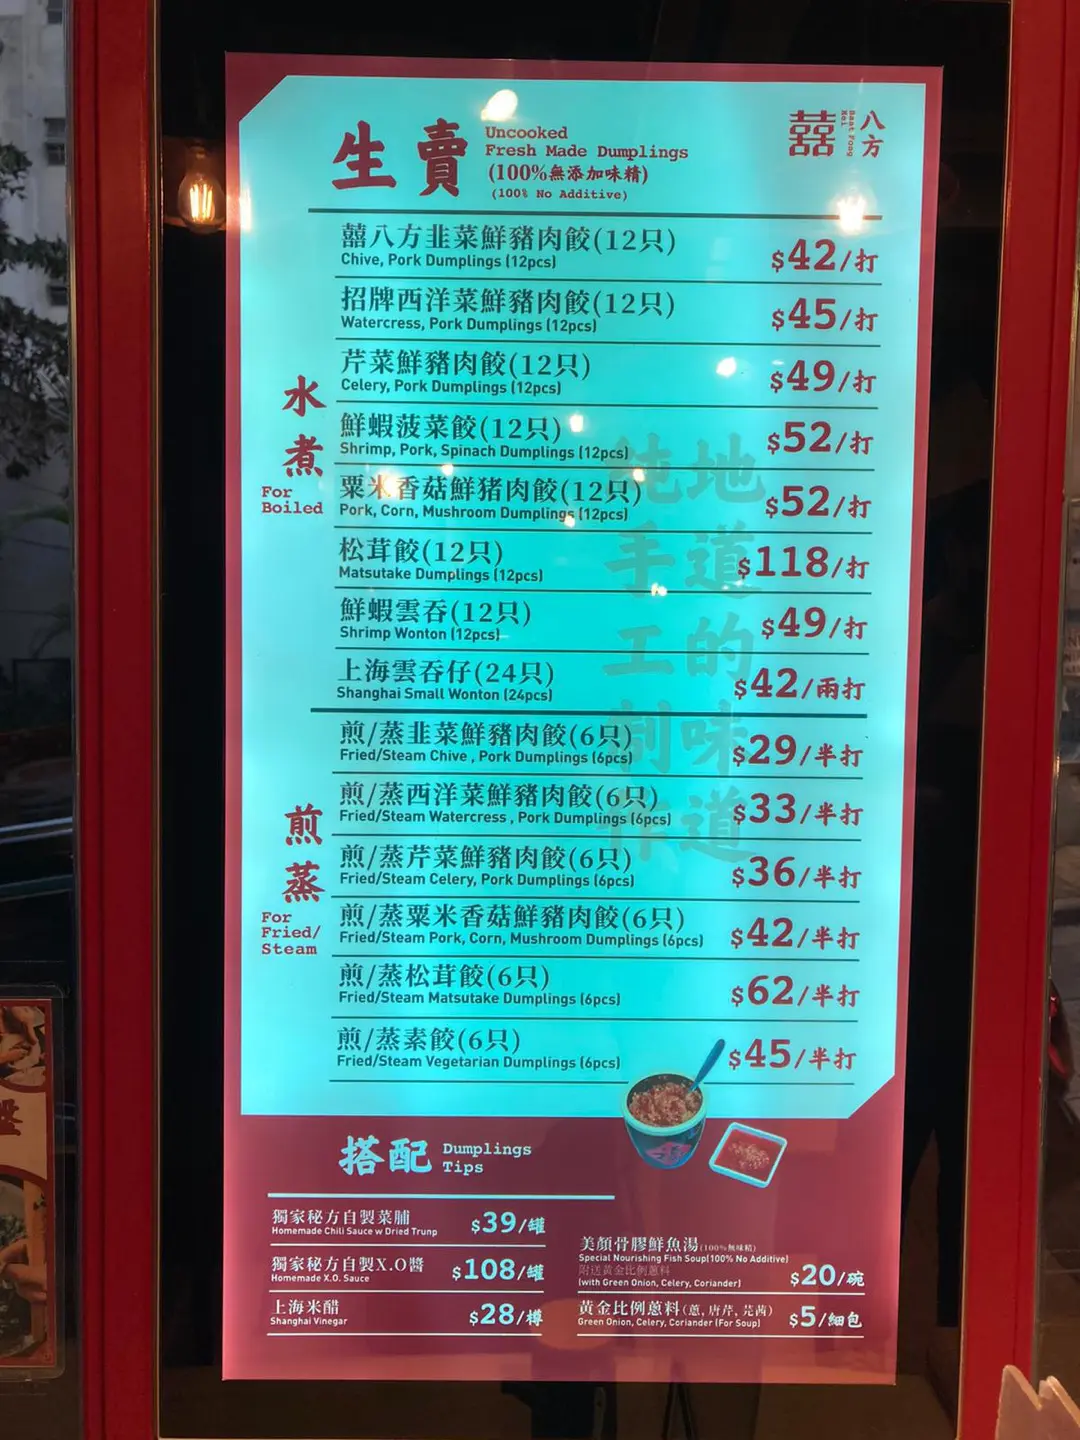 生賣
Uncooked
Fresh Made Dumplings
(100%無添加味精)
(100% No Additive)
囍
八方
Baat Fong
Hei
水煮
For
Boiled
囍八方韭菜鮮豬肉餃(12只)
Chive, Pork Dumplings (12pcs)
$42/打
招牌西洋菜鮮豬肉餃(12只)
Watercress, Pork Dumplings (12pcs)
$45/打
芹菜鮮豬肉餃(12只)
Celery, Pork Dumplings (12pcs)
$49/打
鮮蝦菠菜餃(12只)
Shrimp, Pork, Spinach Dumplings (12pcs)
$52/打
粟米香菇鮮猪肉餃(12只)
Pork, Corn, Mushroom Dumplings (12pcs)
$52/打
松茸餃(12只)
Matsutake Dumplings (12pcs)
$118/打
鮮蝦雲吞(12只)
Shrimp Wonton (12pcs)
$49/打
上海雲吞仔(24只)
Shanghai Small Wonton (24pcs)
$42/兩打
地道的味道
純手工制作
煎蒸
For
Fried/
Steam
煎/蒸韭菜鮮豬肉餃(6只)
Fried/Steam Chive , Pork Dumplings (6pcs)
$29/半打
煎/蒸西洋菜鮮豬肉餃(6只)
Fried/Steam Watercress , Pork Dumplings (6pcs)
$33/半打
煎/蒸芹菜鮮豬肉餃(6只)
Fried/Steam Celery, Pork Dumplings (6pcs)
$36/半打
煎/蒸粟米香菇鮮豬肉餃(6只)
Fried/Steam Pork, Corn, Mushroom Dumplings (6pcs)
$42/半打
煎/蒸松茸餃(6只)
Fried/Steam Matsutake Dumplings (6pcs)
$62/半打
煎/蒸素餃(6只)
Fried/Steam Vegetarian Dumplings (6pcs)
$45/半打
搭配
Dumplings
Tips
獨家秘方自製菜脯
Homemade Chili Sauce w Dried Trunp
$39/罐
獨家秘方自製X.O醬
Homemade X.O. Sauce
$108/罐
上海米醋
Shanghai Vinegar
$28/樽
美顏骨膠鮮魚湯(100%無味精)
Special Nourishing Fish Soup(100% No Additive)
附送黃金比例蔥料
(with Green Onion, Celery, Coriander)
$20/碗
黃金比例蔥料(蔥, 唐芹, 芫茜)
Green Onion, Celery, Coriander (For Soup)
$5/細包